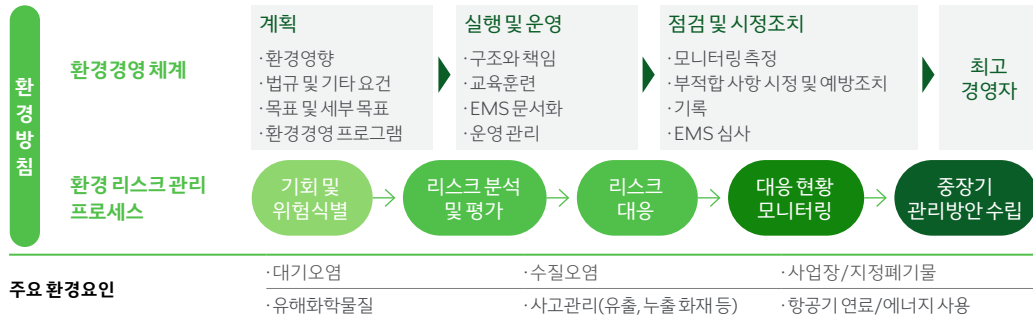 환경방침
환경경영 체계
계획
·환경영향
·법규 및 기타 요건
·목표 및 세부 목표
·환경경영 프로그램
실행 및 운영
·구조와 책임
·교육훈련
·EMS 문서화
·운영 관리
점검 및 시정조치
·모니터링 측정
·부적합 사항 시정 및 예방조치
·기록
·EMS 심사
최고
경영자
환경 리스크 관리
프로세스
기회 및
위험식별
리스크 분석
및 평가
리스크
대응
대응 현황
모니터링
중장기
관리방안 수립
주요 환경요인
·대기오염
·수질오염
·사업장/지정폐기물
·유해화학물질
·사고관리(유출, 누출 화재 등)
·항공기 연료/에너지 사용